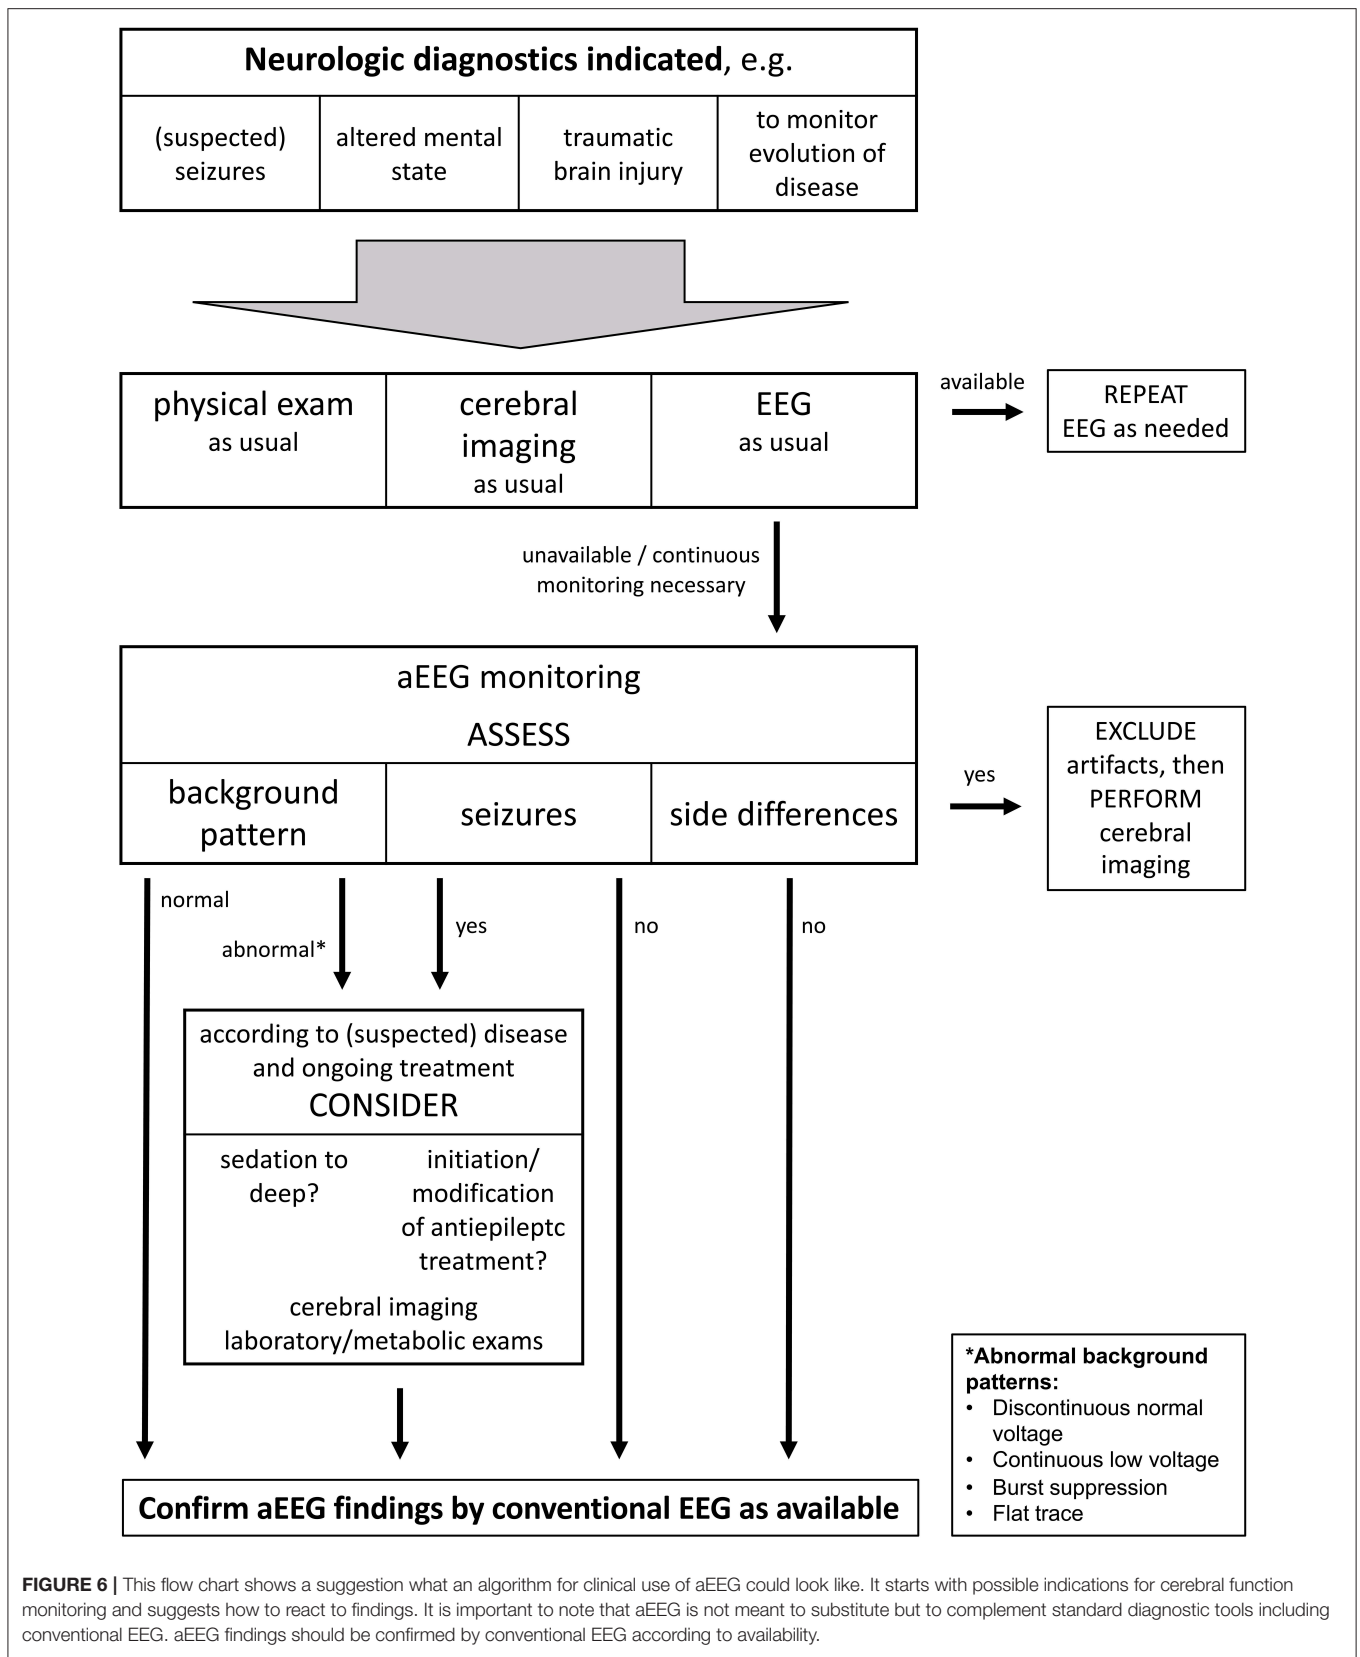 Neurologic diagnostics indicated, e.g.
(suspected)
seizures
altered mental
state
traumatic
brain injury
to monitor
evolution of
disease
physical exam
as usual
cerebral
imaging
as usual
EEG
as usual
available
REPEAT
EEG as needed
unavailable / continuous
monitoring necessary
aEEG monitoring
ASSESS
background
pattern
seizures
side differences
yes
EXCLUDE
artifacts, then
PERFORM
cerebral
imaging
normal
abnormal*
yes
no
no
according to (suspected) disease
and ongoing treatment
CONSIDER
sedation to
deep?
initiation/
modification
of antiepileptc
treatment?
cerebral imaging
laboratory/metabolic exams
*Abnormal background
patterns:
• Discontinuous normal
voltage
• Continuous low voltage
• Burst suppression
• Flat trace
Confirm aEEG findings by conventional EEG as available
FIGURE 6 | This flow chart shows a suggestion what an algorithm for clinical use of aEEG could look like. It starts with possible indications for cerebral function
monitoring and suggests how to react to findings. It is important to note that aEEG is not meant to substitute but to complement standard diagnostic tools including
conventional EEG. aEEG findings should be confirmed by conventional EEG according to availability.